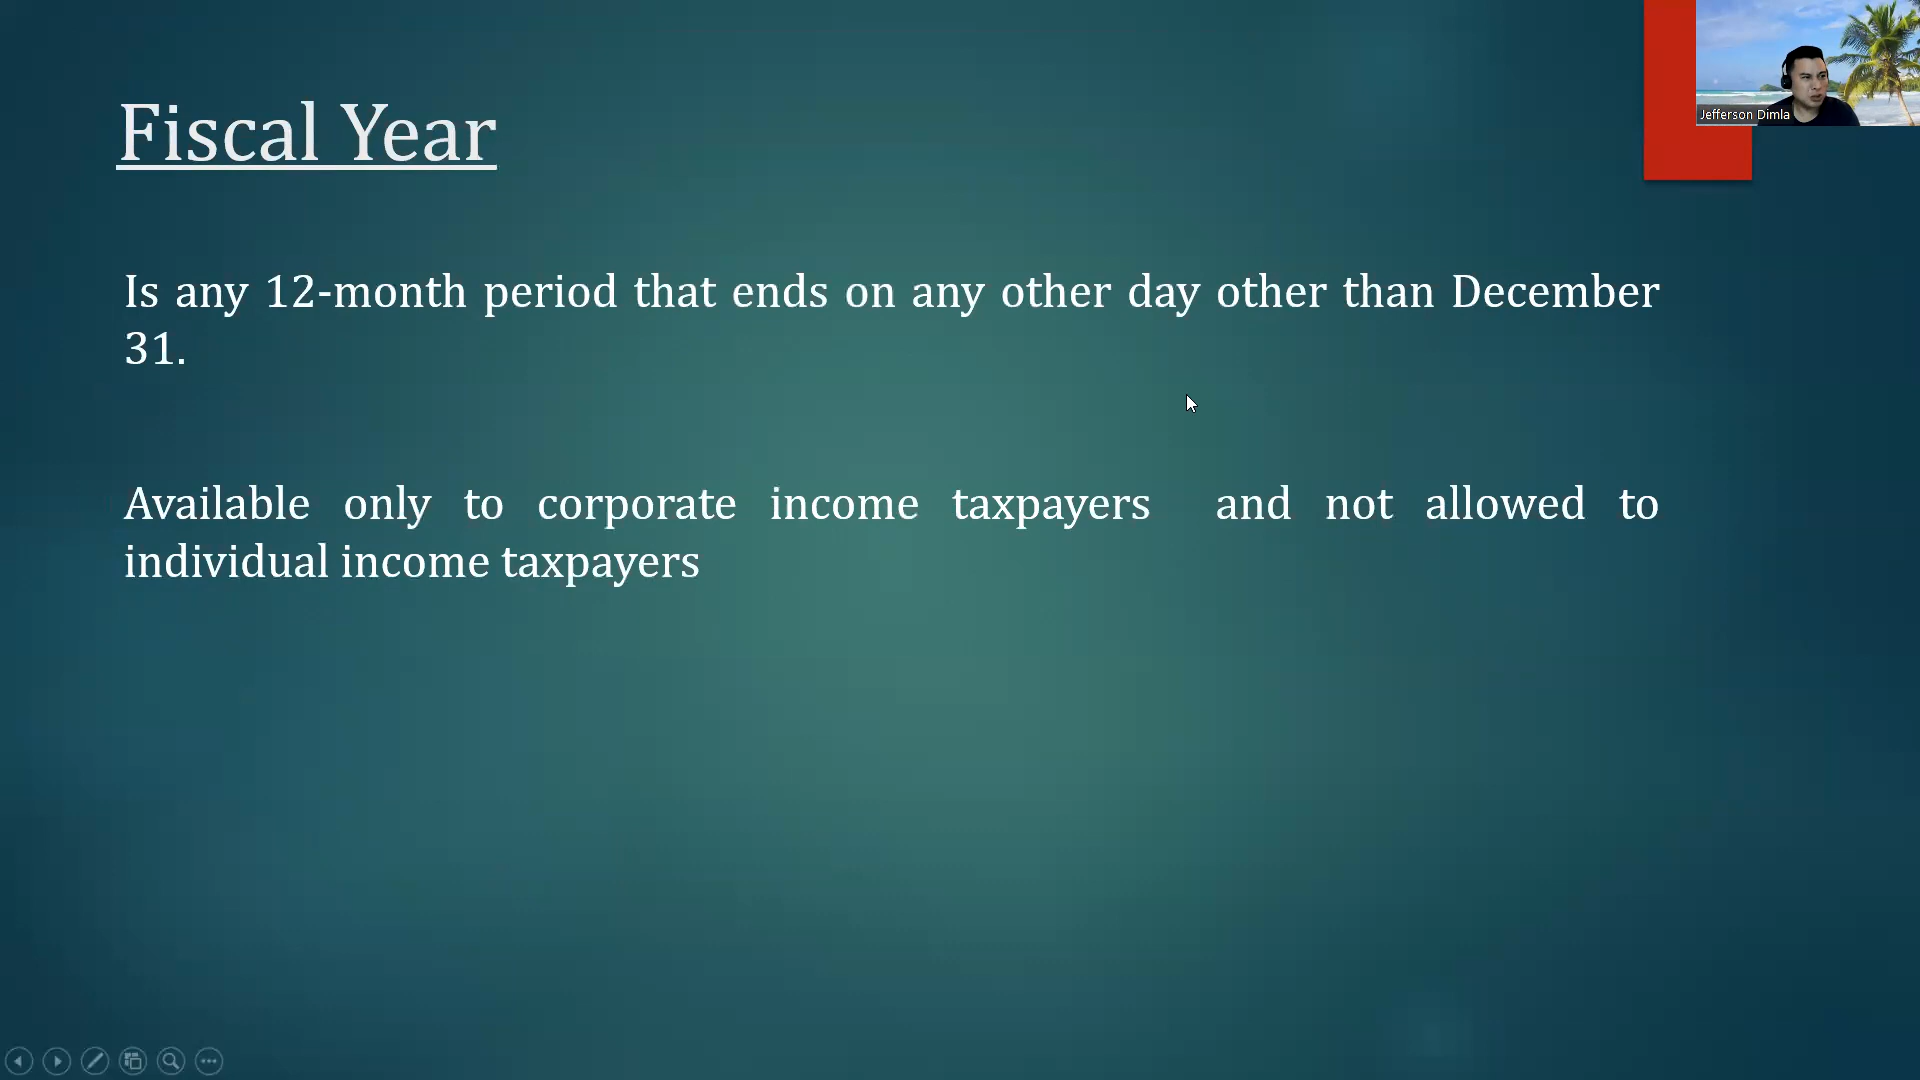 Fiscal Year
Jefferson Dimla
Is any 12-month period that ends on any other day other than December
31.
Available only to corporate income taxpayers and not allowed to
individual income taxpayers